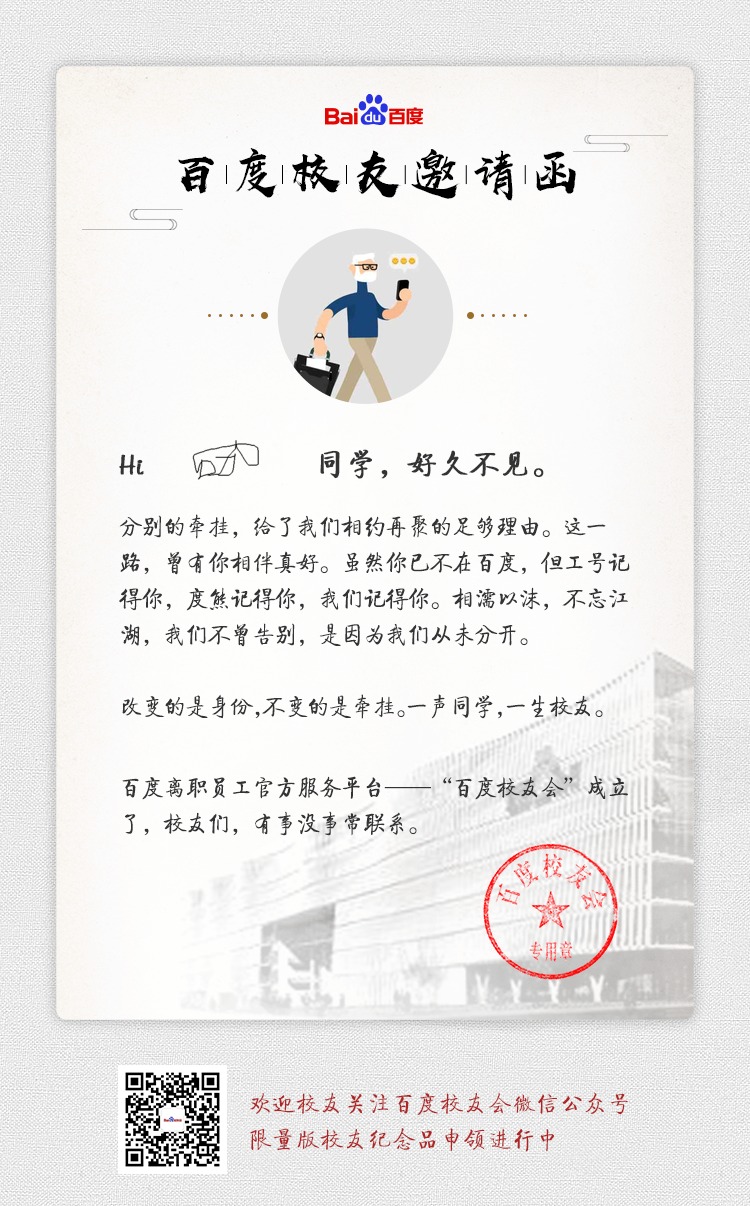 Bai du 百度
百度校友邀请函
Hi 同学，好久不见。
分别的牵挂，给了我们相约再聚的足够理由。这一
路，曾有你相伴真好。虽然你已不在百度，但工号记
得你，度熊记得你，我们记得你。相濡以沫，不忘江
湖，我们不曾告别，是因为我们从未分开。
改变的是身份,不变的是牵挂。一声同学,一生校友。
百度离职员工官方服务平台——“百度校友会”成立
了，校友们，有事没事常联系。
百度校友会
专用章
欢迎校友关注百度校友会微信公众号
限量版校友纪念品申领进行中